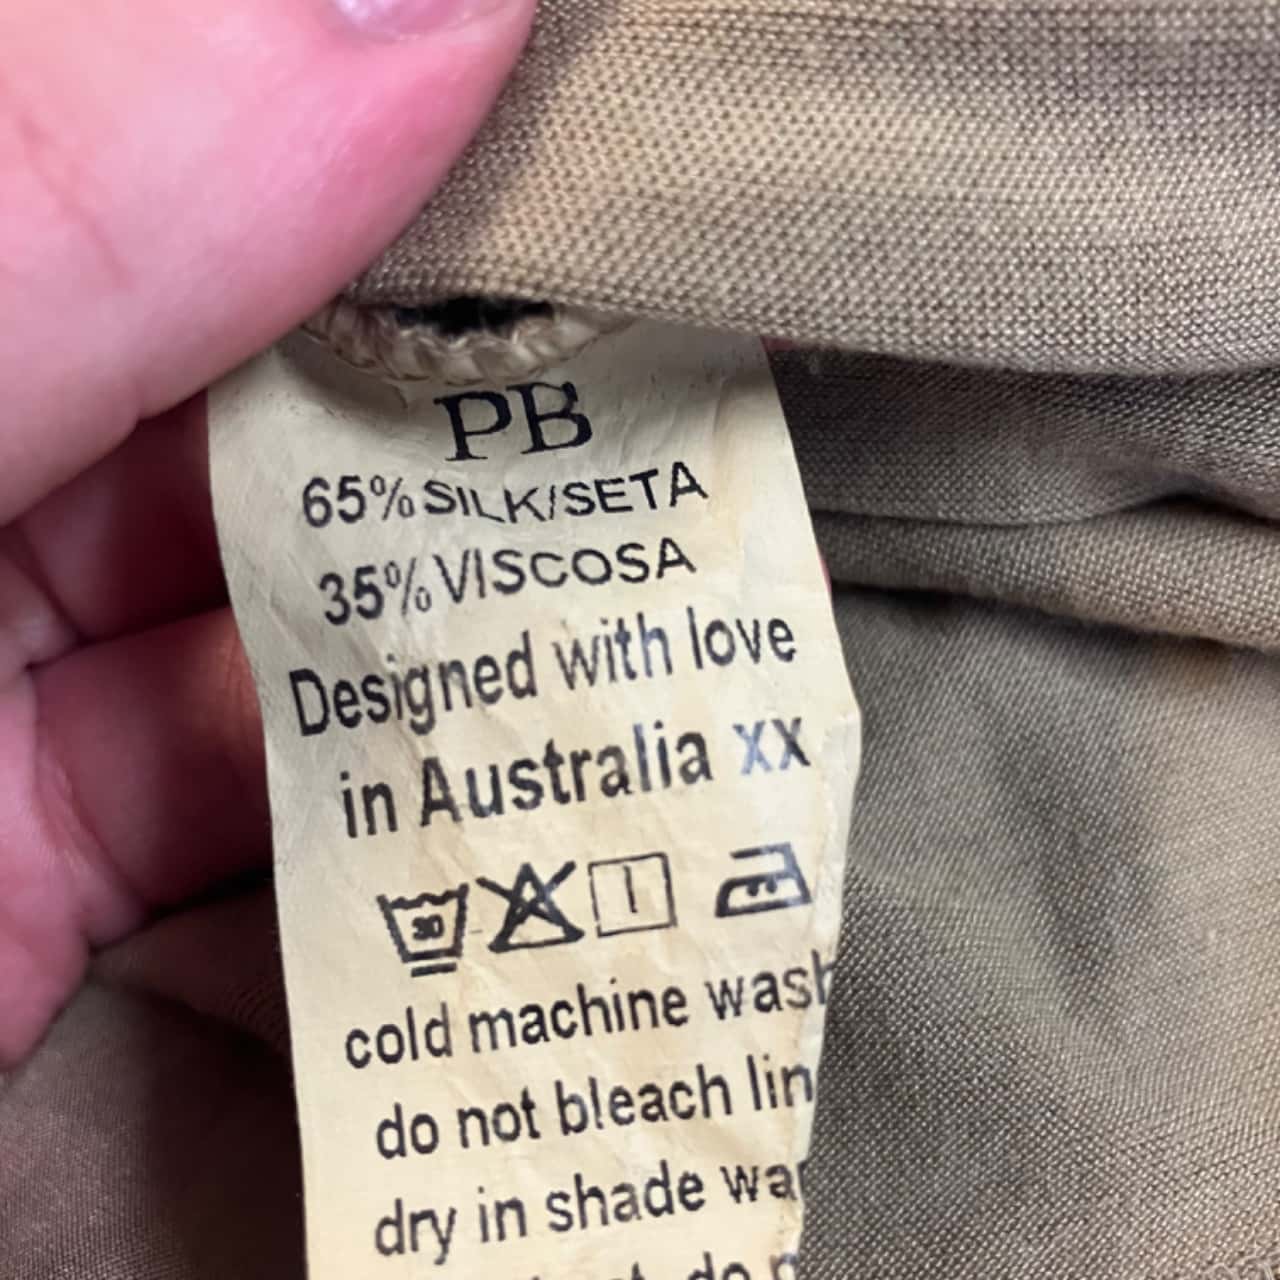 PB
65% SILK/SETA
35% VISCOSA
Designed with love
in Australia xx
30
cold machine wash
do not bleach lin
dry in shade
do